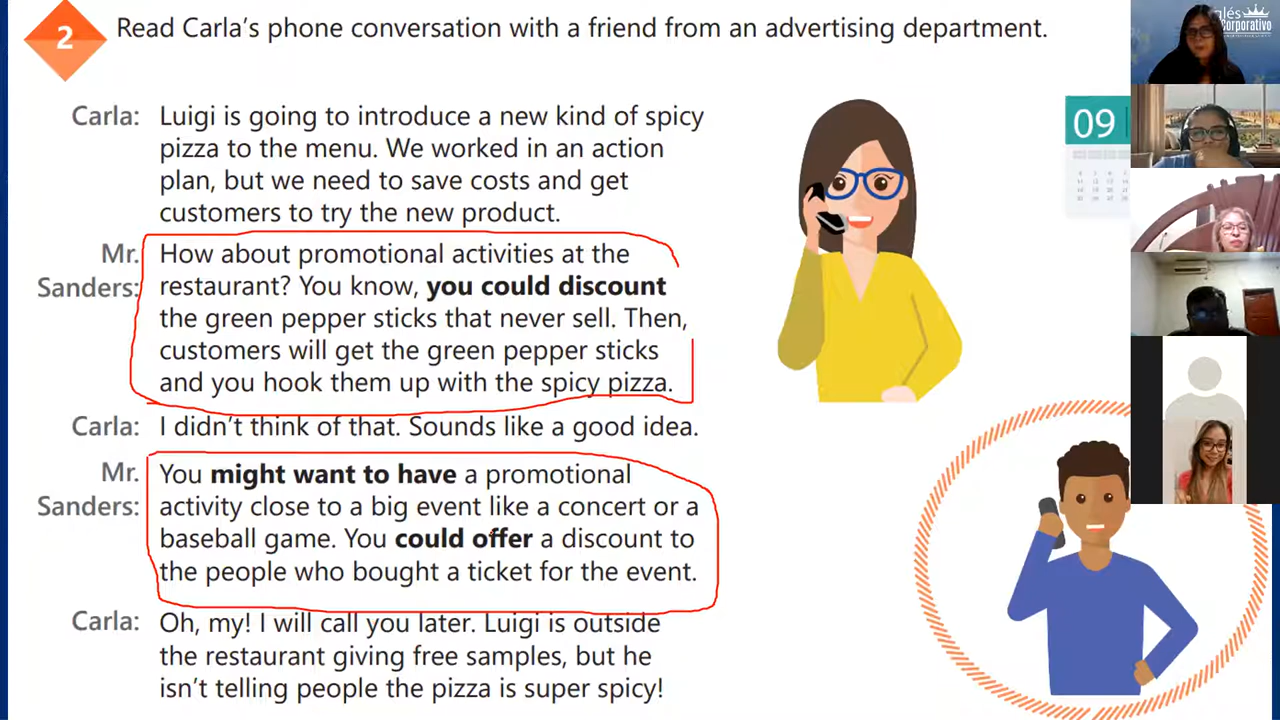 2
Read Carla's phone conversation with a friend from an advertising department.
Carla: Luigi is going to introduce a new kind of spicy
pizza to the menu. We worked in an action
plan, but we need to save costs and get
customers to try the new product.
Mr. How about promotional activities at the
Sanders: restaurant? You know, you could discount
the green pepper sticks that never sell. Then,
customers will get the green pepper sticks
and you hook them up with the spicy pizza.
Carla: I didn't think of that. Sounds like a good idea.
Mr. You might want to have a promotional
Sanders: activity close to a big event like a concert or a
baseball game. You could offer a discount to
the people who bought a ticket for the event.
Carla: Oh, my! I will call you later. Luigi is outside
the restaurant giving free samples, but he
isn't telling people the pizza is super spicy!
09
glés
Corporativo